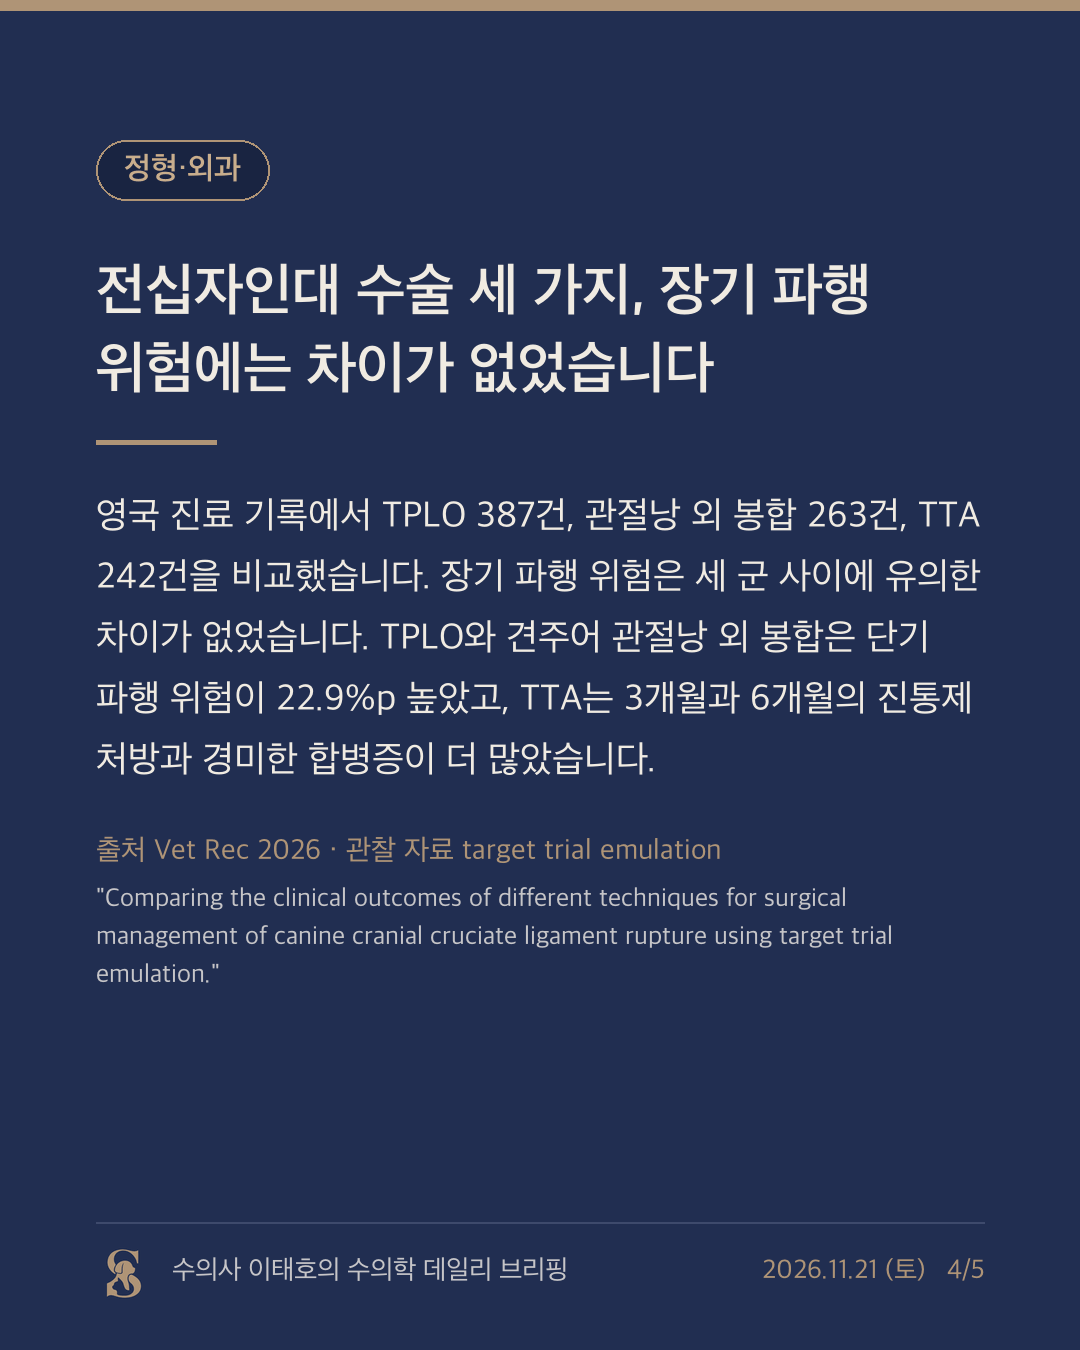 정형·외과
전십자인대 수술 세 가지, 장기 파행
위험에는 차이가 없었습니다
영국 진료 기록에서 TPLO 387건, 관절낭 외 봉합 263건, TTA
242건을 비교했습니다. 장기 파행 위험은 세 군 사이에 유의한
차이가 없었습니다. TPLO와 견주어 관절낭 외 봉합은 단기
파행 위험이 22.9%p 높았고, TTA는 3개월과 6개월의 진통제
처방과 경미한 합병증이 더 많았습니다.
출처 Vet Rec 2026 · 관찰 자료 target trial emulation
"Comparing the clinical outcomes of different techniques for surgical
management of canine cranial cruciate ligament rupture using target trial
emulation."
수의사 이태호의 수의학 데일리 브리핑
2026.11.21 (토) 4/5